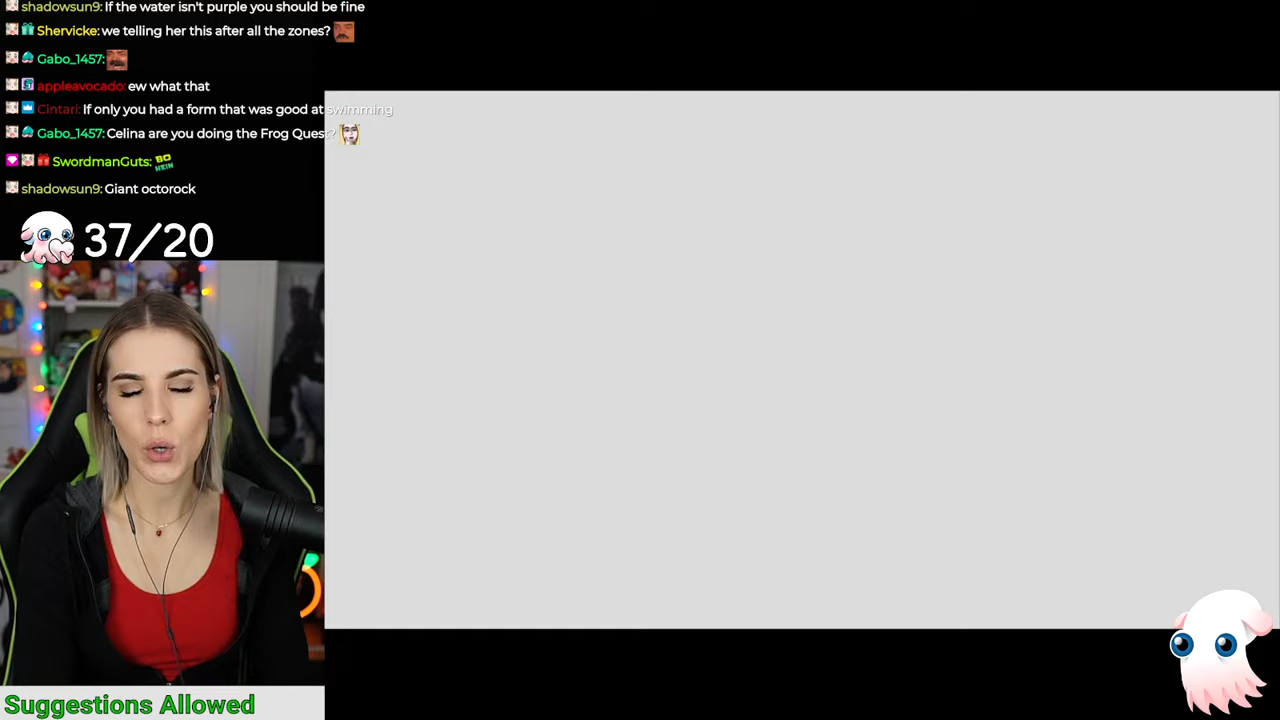 shadowsun9: If the water isn't purple you should be fine
Shervicke: we telling her this after all the zones?
Gabo_1457:
appleavocado: ew what that
Cintari: If only you had a form that was good at swimming
Gabo_1457: Celina are you doing the Frog Quest?
SwordmanGuts:
shadowsun9: Giant octorock
37/20
Suggestions Allowed